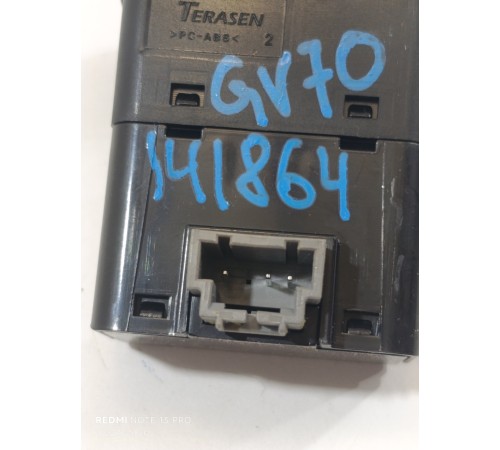 TERASEN
>PC-ABS< 2
GV70
141864
REDMI NOTE 13 PRO